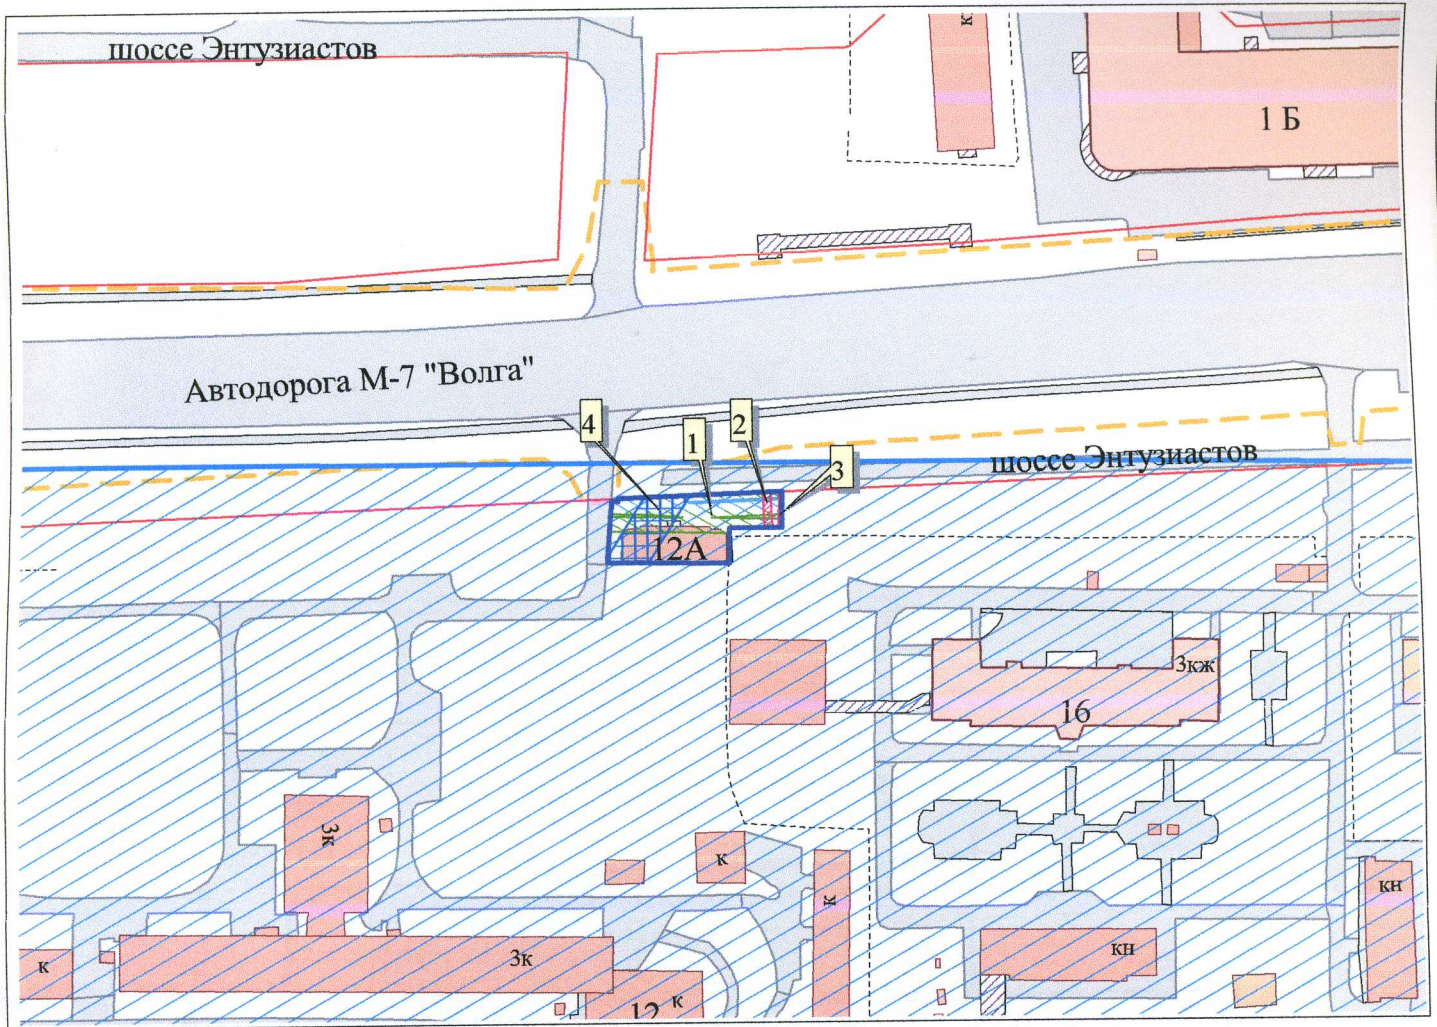 шоссе Энтузиастов
1 Б
Автодорога М-7 "Волга"
4
1
2
3
шоссе Энтузиастов
12А
3кж
16
3к
к
к
кн
кн
к
3к
12
к